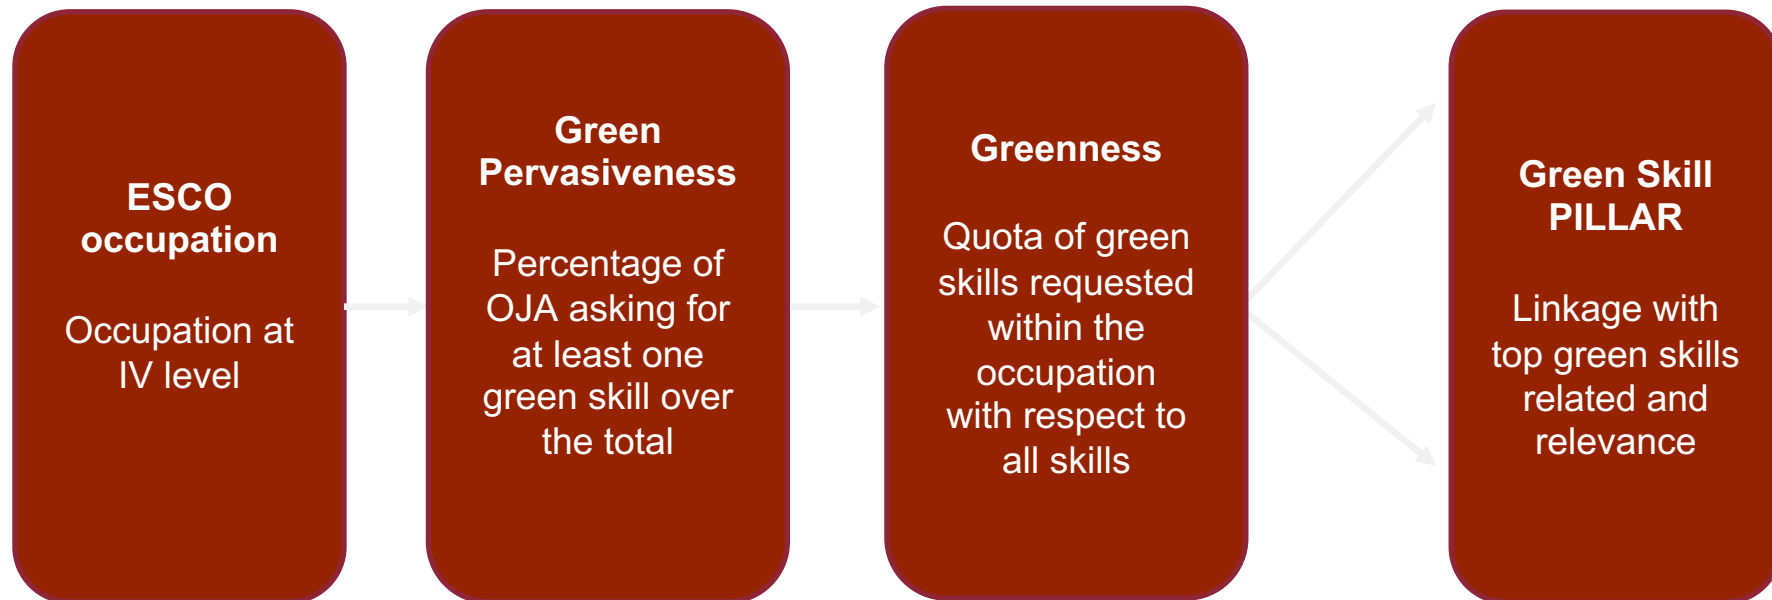 ESCO
occupation
Occupation at
IV level
Green
Pervasiveness
Percentage of
OJA asking for
at least one
green skill over
the total
Greenness
Quota of green
skills requested
within the
occupation
with respect to
all skills
Green Skill
PILLAR
Linkage with
top green skills
related and
relevance